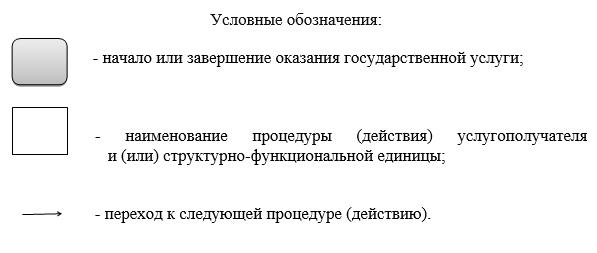 Условные обозначения:
- начало или завершение оказания государственной услуги;
- наименование процедуры (действия) услугополучателя
и (или) структурно-функциональной единицы;
- переход к следующей процедуре (действию).